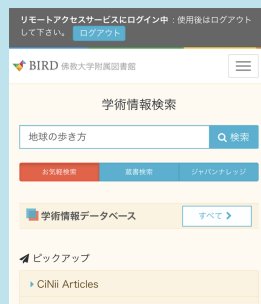 リモートアクセスサービスにログイン中：使用後はログアウト
して下さい。 ログアウト
BIRD 佛教大学附属図書館
学術情報検索
地球の歩き方 検索
お気軽検索 蔵書検索 ジャパンナレッジ
学術情報データベース すべて
ピックアップ
CiNii Articles